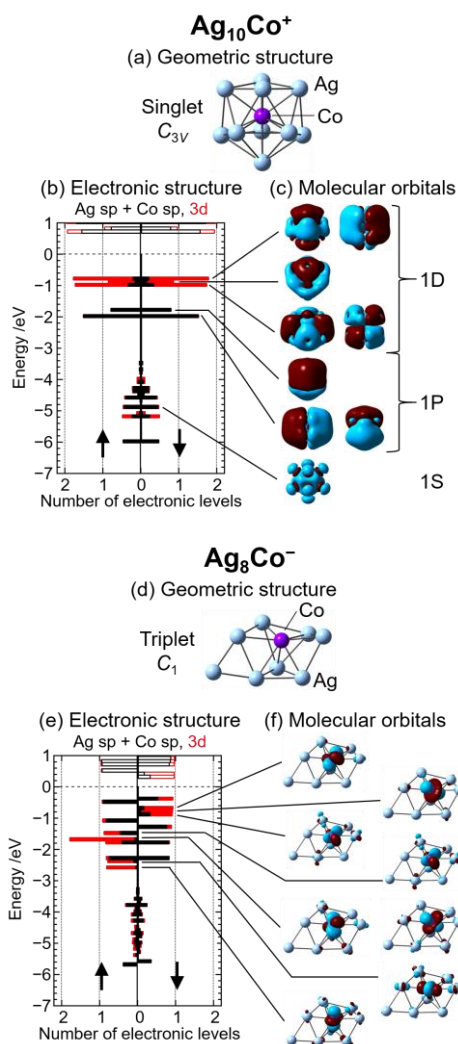 Ag₁₀Co⁺
(a) Geometric structure
Ag
Singlet
Co
C₃V
(b) Electronic structure
(c) Molecular orbitals
Ag sp + Co sp, 3d
1
0
−1
−2
−3
−4
−5
−6
−7
Energy /eV
1D
1P
1S
2 1 0 1 2
Number of electronic levels
Ag₈Co⁻
(d) Geometric structure
Co
Triplet
C₁
Ag
(e) Electronic structure
(f) Molecular orbitals
Ag sp + Co sp, 3d
1
0
−1
−2
−3
−4
−5
−6
−7
Energy /eV
2 1 0 1 2
Number of electronic levels